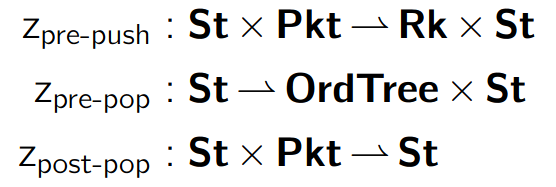 z_pre-push : St × Pkt ⇀ Rk × St
z_pre-pop : St ⇀ OrdTree × St
z_post-pop : St × Pkt ⇀ St